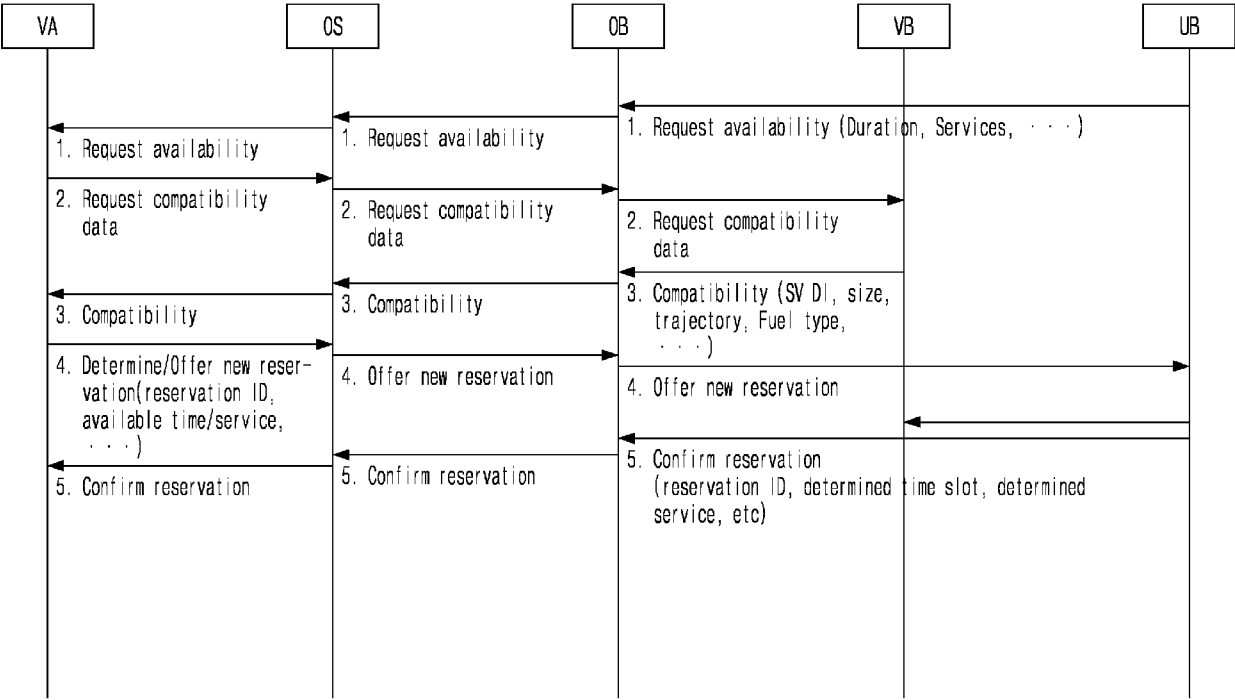 VA
OS
OB
VB
UB
1. Request availability (Duration, Services, · · ·)
1. Request availability
1. Request availability
2. Request compatibility
data
2. Request compatibility
data
2. Request compatibility
data
3. Compatibility (SV DI, size,
trajectory, Fuel type,
· · ·)
3. Compatibility
3. Compatibility
4. Determine/Offer new reser-
vation(reservation ID,
available time/service,
· · ·)
4. Offer new reservation
4. Offer new reservation
5. Confirm reservation
(reservation ID, determined time slot, determined
service, etc)
5. Confirm reservation
5. Confirm reservation